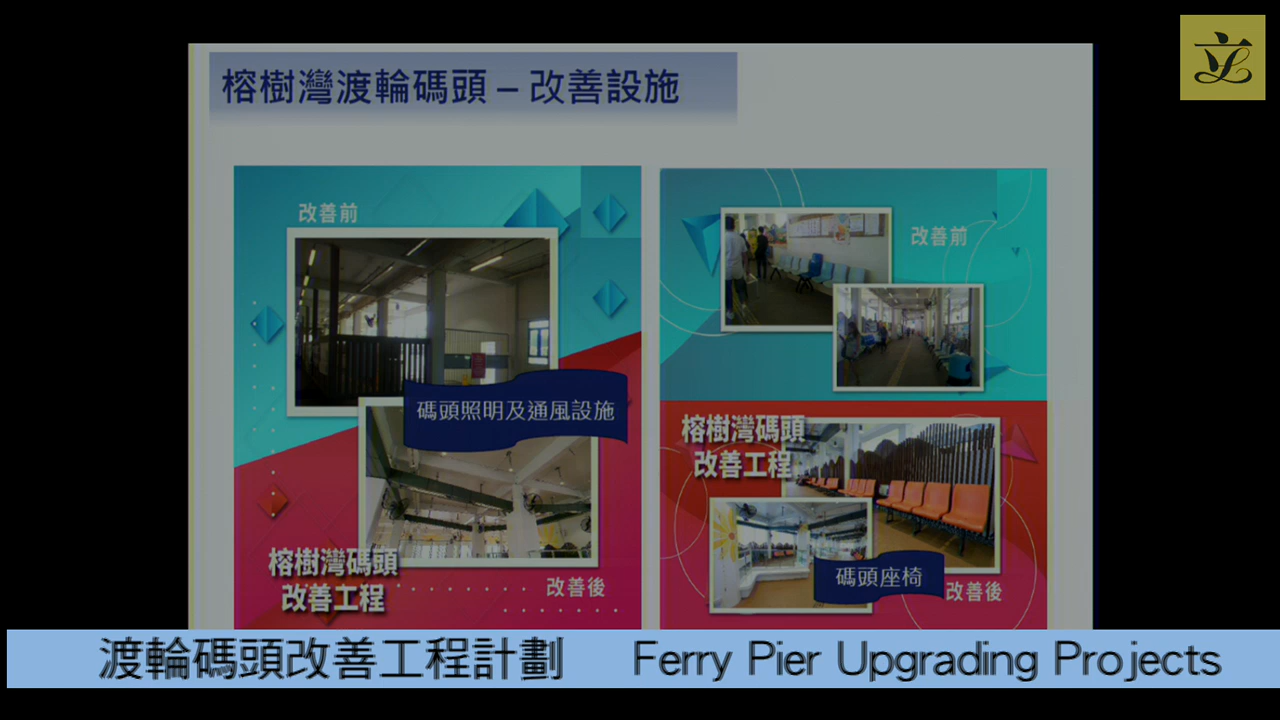 榕樹灣渡輪碼頭 – 改善設施
改善前
碼頭照明及通風設施
榕樹灣碼頭
改善工程
改善後
改善前
榕樹灣碼頭
改善工程
碼頭座椅
改善後
渡輪碼頭改善工程計劃 Ferry Pier Upgrading Projects